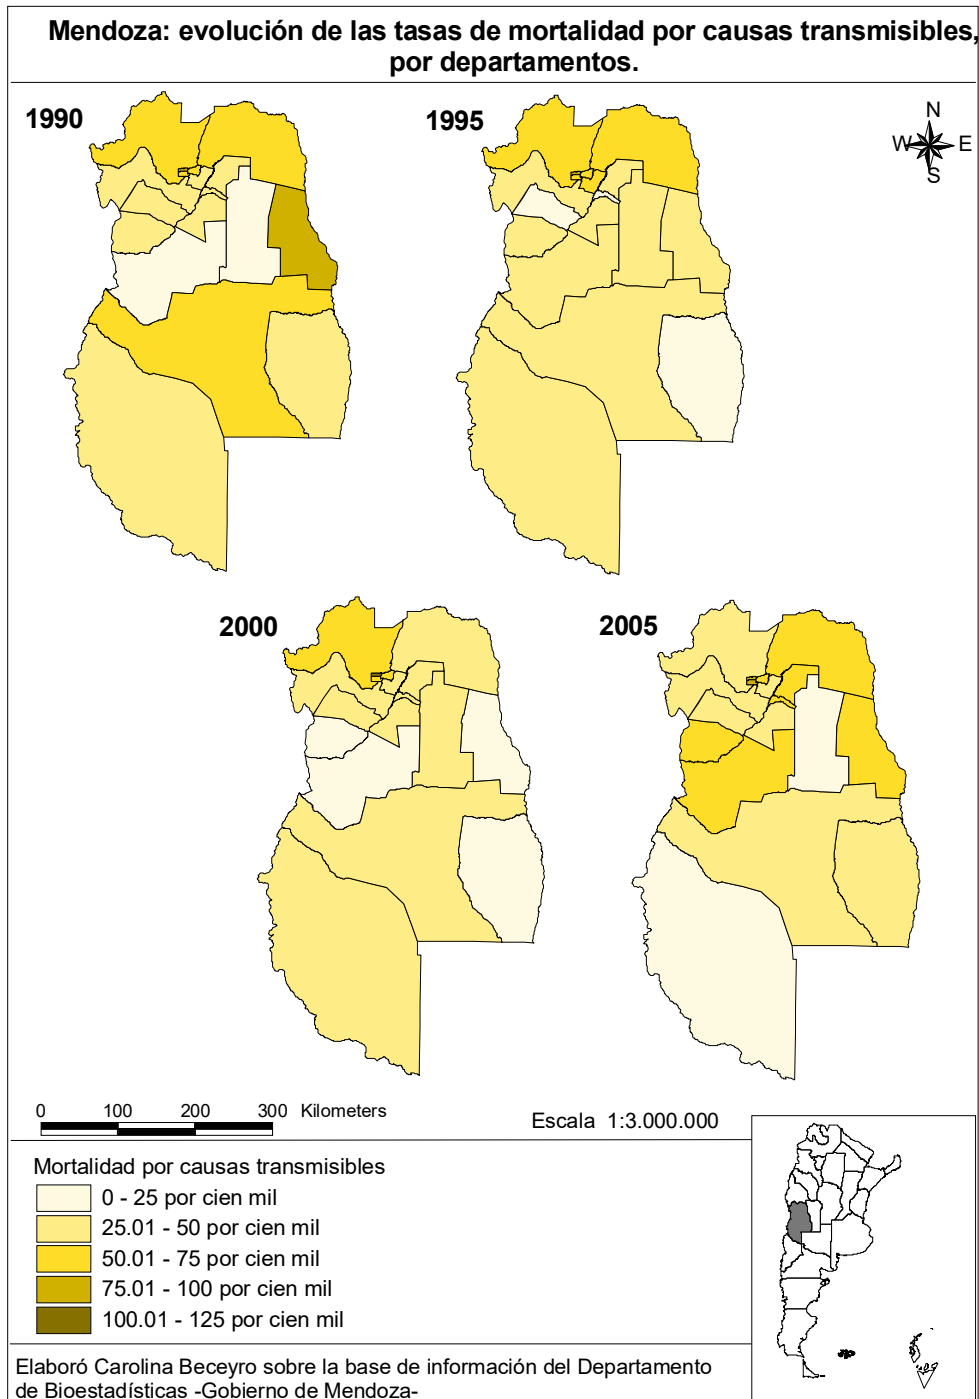 Mendoza: evolución de las tasas de mortalidad por causas transmisibles,
por departamentos.
1990
1995
N
W E
S
2000
2005
0 100 200 300 Kilometers
Escala 1:3.000.000
Mortalidad por causas transmisibles
0 - 25 por cien mil
25.01 - 50 por cien mil
50.01 - 75 por cien mil
75.01 - 100 por cien mil
100.01 - 125 por cien mil
Elaboró Carolina Beceyro sobre la base de información del Departamento
de Bioestadísticas -Gobierno de Mendoza-